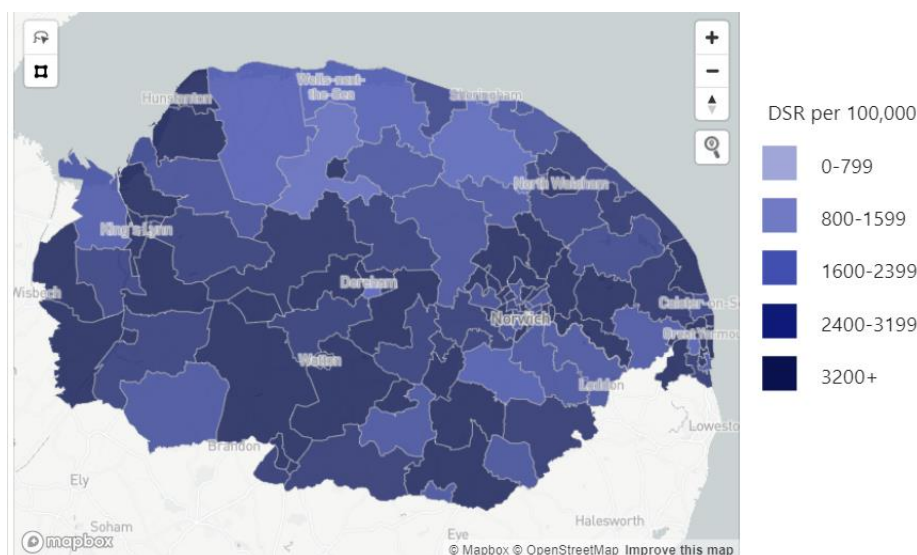 Wells-next-
the-Sea
Hunstanton
Sheringham
North Walsham
King's Lynn
Wisbech
Dereham
Norwich
Caister-on-Se
Great Yarmou
Watton
Loddon
Brandon
Lowesto
Ely
Soham
Eye
Halesworth
mapbox
© Mapbox © OpenStreetMap Improve this map
DSR per 100,000
0-799
800-1599
1600-2399
2400-3199
3200+